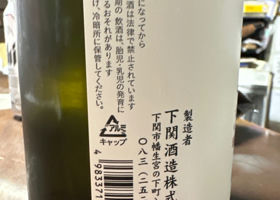 になってから
酒は法律で禁止されています
期の飲酒は、胎児・乳児の発育に
るおそれがあります
け、冷暗所に保管してください。
アルミ
キャップ
4 98337
製造者
下関酒造株式
下関市幡生宮の下町
〇八三(二五二